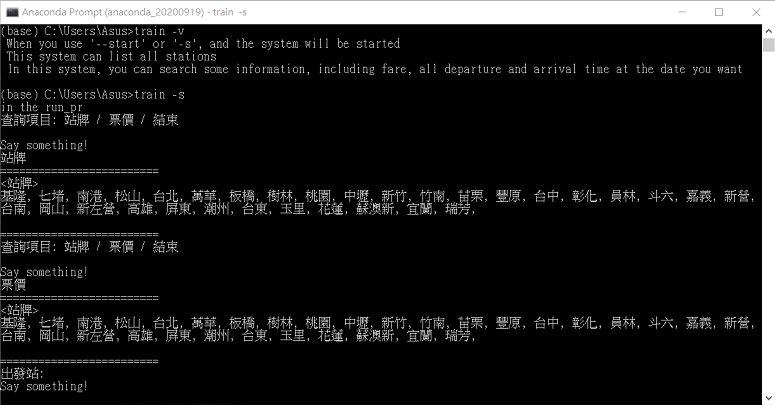 Anaconda Prompt (anaconda_20200919) - train -s
(base) C:\Users\Asus>train -v
When you use '--start' or '-s', and the system will be started
This system can list all stations
In this system, you can search some information, including fare, all departure and arrival time at the date you want
(base) C:\Users\Asus>train -s
in the run_pr
查詢項目: 站牌 / 票價 / 結束
Say something!
站牌
=========================
<站牌>
基隆, 七堵, 南港, 松山, 台北, 萬華, 板橋, 樹林, 桃園, 中壢, 新竹, 竹南, 苗栗, 豐原, 台中, 彰化, 員林, 斗六, 嘉義, 新營,
台南, 岡山, 新左營, 高雄, 屏東, 潮州, 台東, 玉里, 花蓮, 蘇澳新, 宜蘭, 瑞芳,
=========================
查詢項目: 站牌 / 票價 / 結束
Say something!
票價
=========================
<站牌>
基隆, 七堵, 南港, 松山, 台北, 萬華, 板橋, 樹林, 桃園, 中壢, 新竹, 竹南, 苗栗, 豐原, 台中, 彰化, 員林, 斗六, 嘉義, 新營,
台南, 岡山, 新左營, 高雄, 屏東, 潮州, 台東, 玉里, 花蓮, 蘇澳新, 宜蘭, 瑞芳,
=========================
出發站:
Say something!